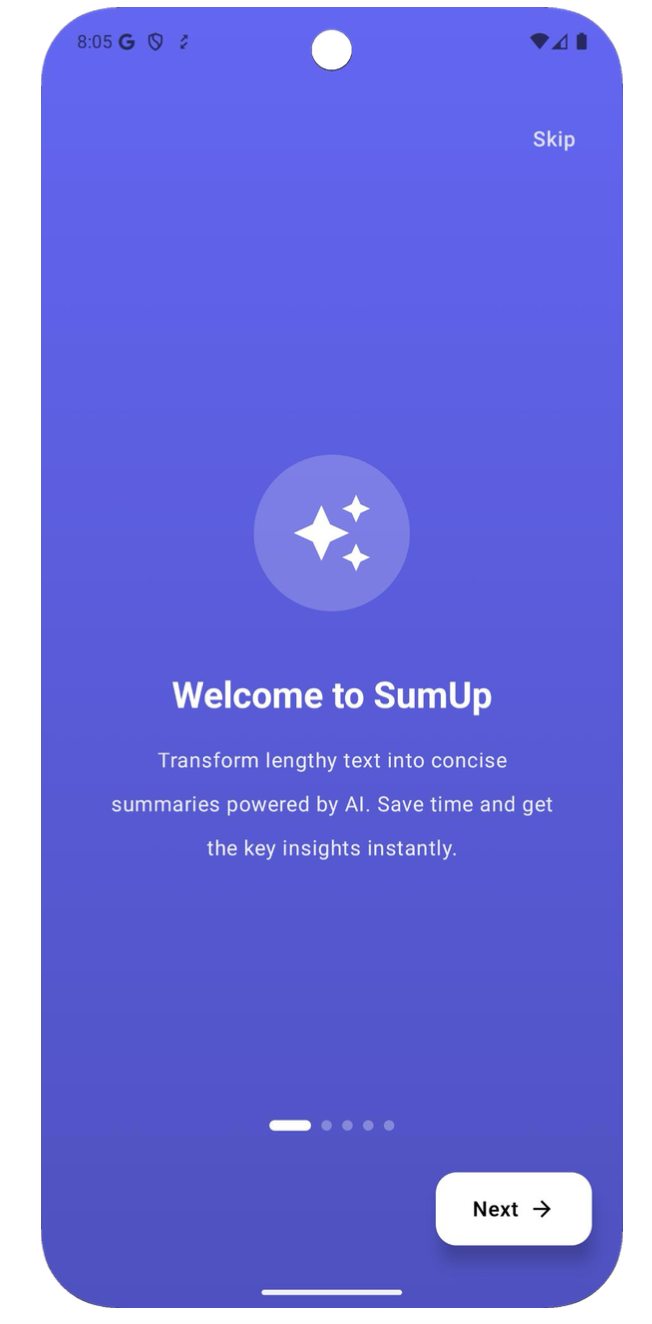 8:05 G
Skip
Welcome to SumUp
Transform lengthy text into concise
summaries powered by AI. Save time and get
the key insights instantly.
Next →